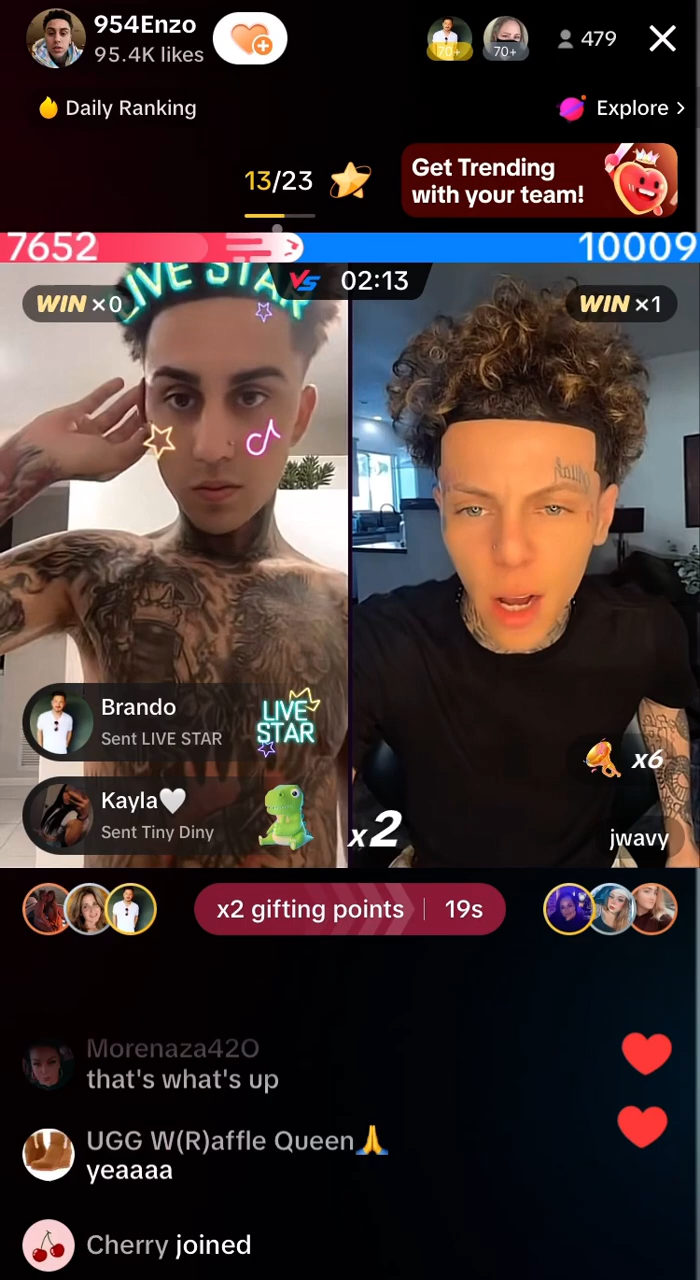 954Enzo
95.4K likes
70+
70+
479
Daily Ranking
Explore
13/23
Get Trending
with your team!
7652
10009
LIVE STAR
VS
02:13
WIN ×0
WIN ×1
Brando
Sent LIVE STAR
LIVE
STAR
Kayla🤍
Sent Tiny Diny
x6
x2
jwavy
x2 gifting points
19s
Morenaza42O
that's what's up
UGG W(R)affle Queen🙏
yeaaaa
Cherry joined